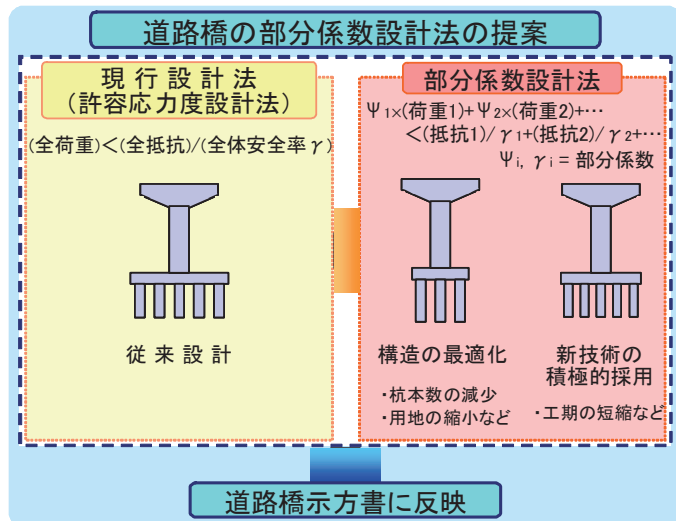 道路橋の部分係数設計法の提案
現行設計法
(許容応力度設計法)
(全荷重)<(全抵抗)/(全体安全率γ)
従来設計
部分係数設計法
Ψ1×(荷重1)+Ψ2×(荷重2)+…
<(抵抗1)/γ1+(抵抗2)/γ2+…
Ψi, γi=部分係数
構造の最適化
・杭本数の減少
・用地の縮小など
新技術の
積極的採用
・工期の短縮など
道路橋示方書に反映